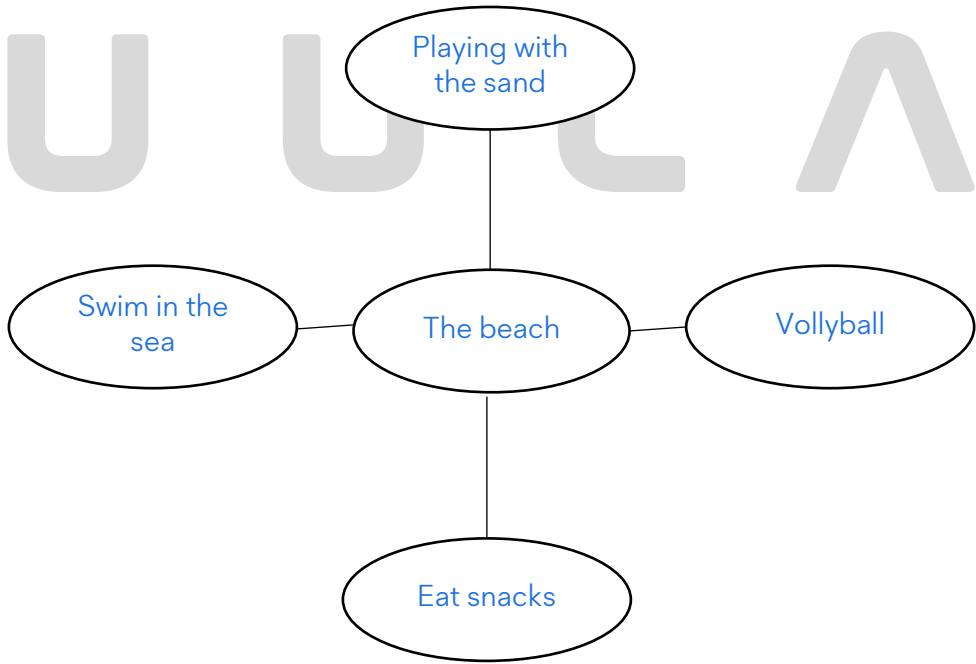 Playing with
the sand
Swim in the
sea
The beach
Vollyball
Eat snacks